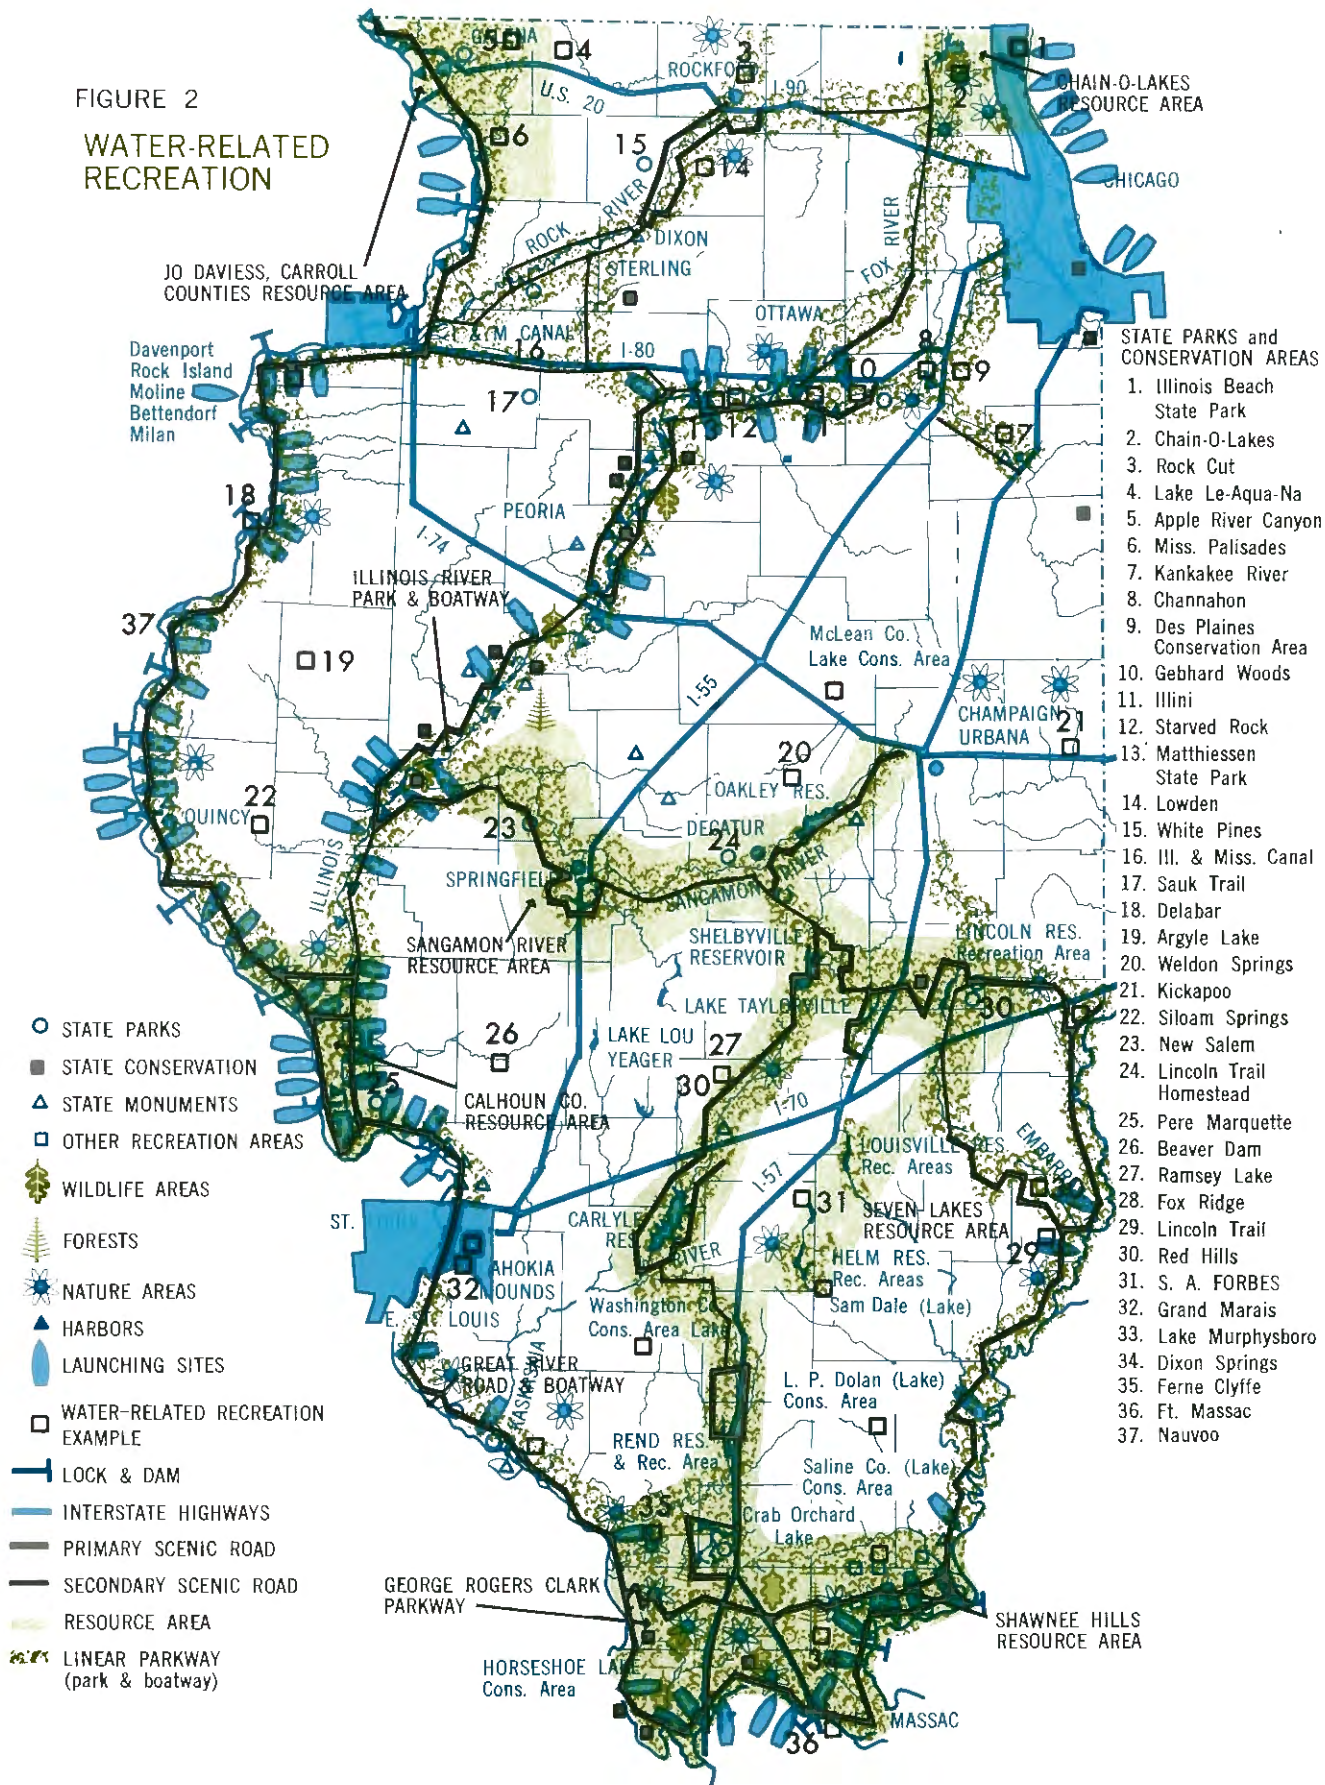 FIGURE 2
WATER-RELATED
RECREATION
5
4
3
ROCKFORD
1
2
CHAIN-O-LAKES
RESOURCE AREA
U.S. 20
I-90
6
15
14
CHICAGO
ROCK RIVER
FOX RIVER
DIXON
STERLING
JO DAVIESS, CARROLL
COUNTIES RESOURCE AREA
OTTAWA
M CANAL
16
I-80
8
10
9
Davenport
Rock Island
Moline
Bettendorf
Milan
17
13
12
7
18
PEORIA
I-74
ILLINOIS RIVER
PARK & BOATWAY
37
19
McLean Co.
Lake Cons. Area
I-55
CHAMPAIGN
URBANA
21
20
OAKLEY RES.
22
QUINCY
23
DECATUR
24
ILLINOIS
SPRINGFIELD
SANGAMON RIVER
SANGAMON RIVER
RESOURCE AREA
SHELBYVILLE
RESERVOIR
LINCOLN RES.
Recreation Area
LAKE TAYLORVILLE
30
26
LAKE LOU
YEAGER
27
30
25
CALHOUN CO.
RESOURCE AREA
I-70
I-57
LOUISVILLE RES.
Rec. Areas
EMBARR
31
SEVEN LAKES
RESOURCE AREA
29
ST.
CARLYLE
RES
RIVER
HELM RES.
Rec. Areas
Sam Dale (Lake)
32
AHOKIA
MOUNDS
E. ST. LOUIS
Washington Co
Cons. Area Lake
KASKASKIA
GREAT RIVER
ROAD & BOATWAY
L. P. Dolan (Lake)
Cons. Area
REND RES.
& Rec. Area
Saline Co. (Lake)
Cons. Area
35
Crab Orchard
Lake
GEORGE ROGERS CLARK
PARKWAY
SHAWNEE HILLS
RESOURCE AREA
34
HORSESHOE LAKE
Cons. Area
36
MASSAC
STATE PARKS and
CONSERVATION AREAS
1. Illinois Beach
State Park
2. Chain-O-Lakes
3. Rock Cut
4. Lake Le-Aqua-Na
5. Apple River Canyon
6. Miss. Palisades
7. Kankakee River
8. Channahon
9. Des Plaines
Conservation Area
10. Gebhard Woods
11. Illini
12. Starved Rock
13. Matthiessen
State Park
14. Lowden
15. White Pines
16. Ill. & Miss. Canal
17. Sauk Trail
18. Delabar
19. Argyle Lake
20. Weldon Springs
21. Kickapoo
22. Siloam Springs
23. New Salem
24. Lincoln Trail
Homestead
25. Pere Marquette
26. Beaver Dam
27. Ramsey Lake
28. Fox Ridge
29. Lincoln Trail
30. Red Hills
31. S. A. FORBES
32. Grand Marais
33. Lake Murphysboro
34. Dixon Springs
35. Ferne Clyffe
36. Ft. Massac
37. Nauvoo
STATE PARKS
STATE CONSERVATION
STATE MONUMENTS
OTHER RECREATION AREAS
WILDLIFE AREAS
FORESTS
NATURE AREAS
HARBORS
LAUNCHING SITES
WATER-RELATED RECREATION
EXAMPLE
LOCK & DAM
INTERSTATE HIGHWAYS
PRIMARY SCENIC ROAD
SECONDARY SCENIC ROAD
RESOURCE AREA
LINEAR PARKWAY
(park & boatway)